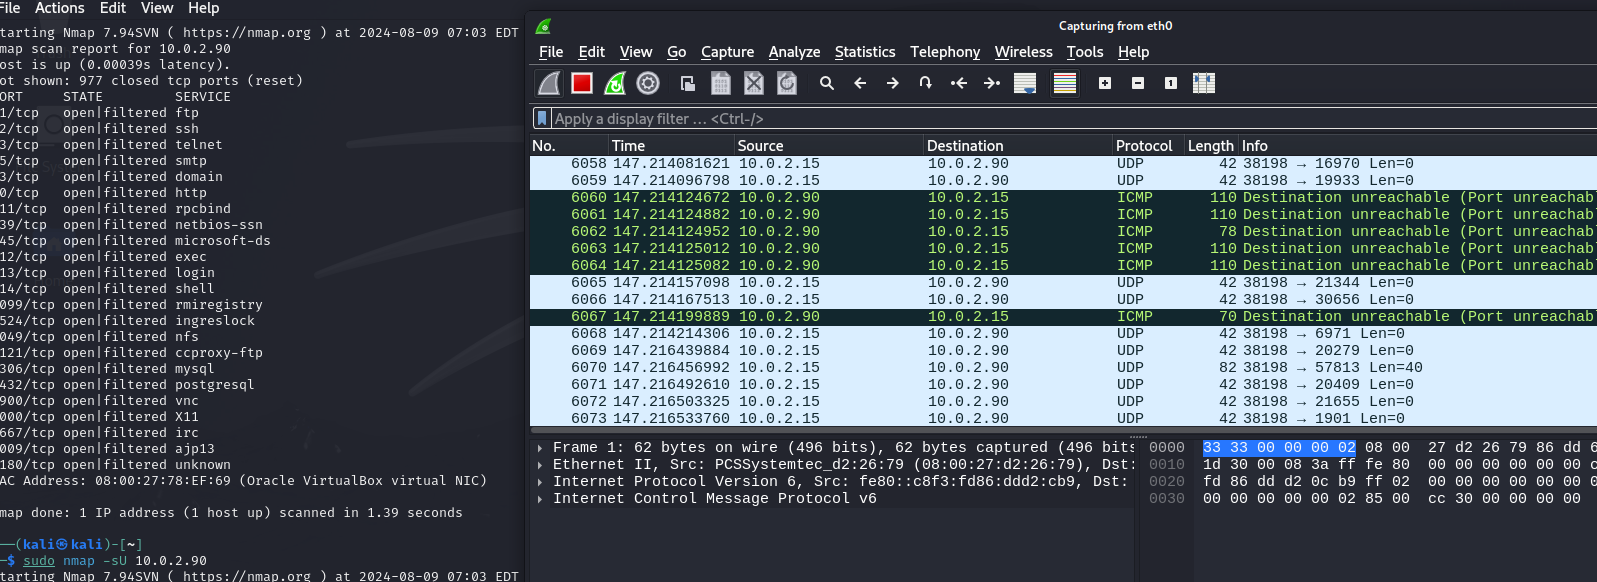 File Actions Edit View Help
tarting Nmap 7.94SVN ( https://nmap.org ) at 2024-08-09 07:03 EDT
map scan report for 10.0.2.90
ost is up (0.00039s latency).
ot shown: 977 closed tcp ports (reset)
ORT STATE SERVICE
1/tcp open|filtered ftp
2/tcp open|filtered ssh
3/tcp open|filtered telnet
5/tcp open|filtered smtp
3/tcp open|filtered domain
0/tcp open|filtered http
11/tcp open|filtered rpcbind
39/tcp open|filtered netbios-ssn
45/tcp open|filtered microsoft-ds
12/tcp open|filtered exec
13/tcp open|filtered login
14/tcp open|filtered shell
099/tcp open|filtered rmiregistry
524/tcp open|filtered ingreslock
049/tcp open|filtered nfs
121/tcp open|filtered ccproxy-ftp
306/tcp open|filtered mysql
432/tcp open|filtered postgresql
900/tcp open|filtered vnc
000/tcp open|filtered X11
667/tcp open|filtered irc
009/tcp open|filtered ajp13
180/tcp open|filtered unknown
AC Address: 08:00:27:78:EF:69 (Oracle VirtualBox virtual NIC)
map done: 1 IP address (1 host up) scanned in 1.39 seconds
(kali㉿kali)-[~]
$ sudo nmap -sU 10.0.2.90
tarting Nmap 7.94SVN ( https://nmap.org ) at 2024-08-09 07:03 EDT
Capturing from eth0
File Edit View Go Capture Analyze Statistics Telephony Wireless Tools Help
Apply a display filter … <Ctrl-/>
No. Time Source Destination Protocol Length Info
6058 147.214081621 10.0.2.15 10.0.2.90 UDP 42 38198 → 16970 Len=0
6059 147.214096798 10.0.2.15 10.0.2.90 UDP 42 38198 → 19933 Len=0
6060 147.214124672 10.0.2.90 10.0.2.15 ICMP 110 Destination unreachable (Port unreachab
6061 147.214124882 10.0.2.90 10.0.2.15 ICMP 110 Destination unreachable (Port unreachab
6062 147.214124952 10.0.2.90 10.0.2.15 ICMP 78 Destination unreachable (Port unreachab
6063 147.214125012 10.0.2.90 10.0.2.15 ICMP 110 Destination unreachable (Port unreachab
6064 147.214125082 10.0.2.90 10.0.2.15 ICMP 110 Destination unreachable (Port unreachab
6065 147.214157098 10.0.2.15 10.0.2.90 UDP 42 38198 → 21344 Len=0
6066 147.214167513 10.0.2.15 10.0.2.90 UDP 42 38198 → 30656 Len=0
6067 147.214199889 10.0.2.90 10.0.2.15 ICMP 70 Destination unreachable (Port unreachab
6068 147.214214306 10.0.2.15 10.0.2.90 UDP 42 38198 → 6971 Len=0
6069 147.216439884 10.0.2.15 10.0.2.90 UDP 42 38198 → 20279 Len=0
6070 147.216456992 10.0.2.15 10.0.2.90 UDP 82 38198 → 57813 Len=40
6071 147.216492610 10.0.2.15 10.0.2.90 UDP 42 38198 → 20409 Len=0
6072 147.216503325 10.0.2.15 10.0.2.90 UDP 42 38198 → 21655 Len=0
6073 147.216533760 10.0.2.15 10.0.2.90 UDP 42 38198 → 1901 Len=0
Frame 1: 62 bytes on wire (496 bits), 62 bytes captured (496 bits
Ethernet II, Src: PCSSystemtec_d2:26:79 (08:00:27:d2:26:79), Dst:
Internet Protocol Version 6, Src: fe80::c8f3:fd86:ddd2:cb9, Dst:
Internet Control Message Protocol v6
0000 33 33 00 00 00 02 08 00 27 d2 26 79 86 dd 6
0010 1d 30 00 08 3a ff fe 80 00 00 00 00 00 00 c
0020 fd 86 dd d2 0c b9 ff 02 00 00 00 00 00 00 0
0030 00 00 00 00 00 02 85 00 cc 30 00 00 00 00